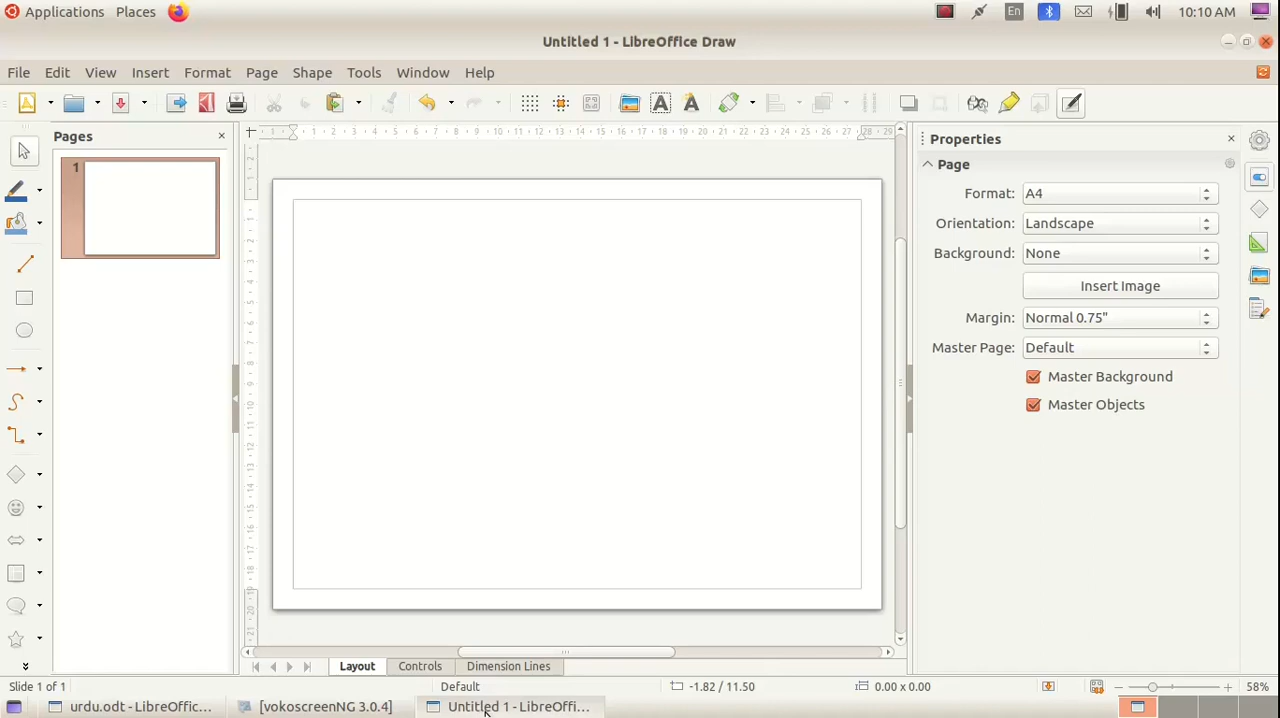 Applications Places En 10:10 AM
Untitled 1 - LibreOffice Draw
File Edit View Insert Format Page Shape Tools Window Help
Pages
1
Properties
Page
Format: A4
Orientation: Landscape
Background: None
Insert Image
Margin: Normal 0.75"
Master Page: Default
Master Background
Master Objects
Layout Controls Dimension Lines
Slide 1 of 1 Default -1.82 / 11.50 0.00 x 0.00 58%
urdu.odt - LibreOffic... [vokoscreenNG 3.0.4] Untitled 1 - LibreOffi...